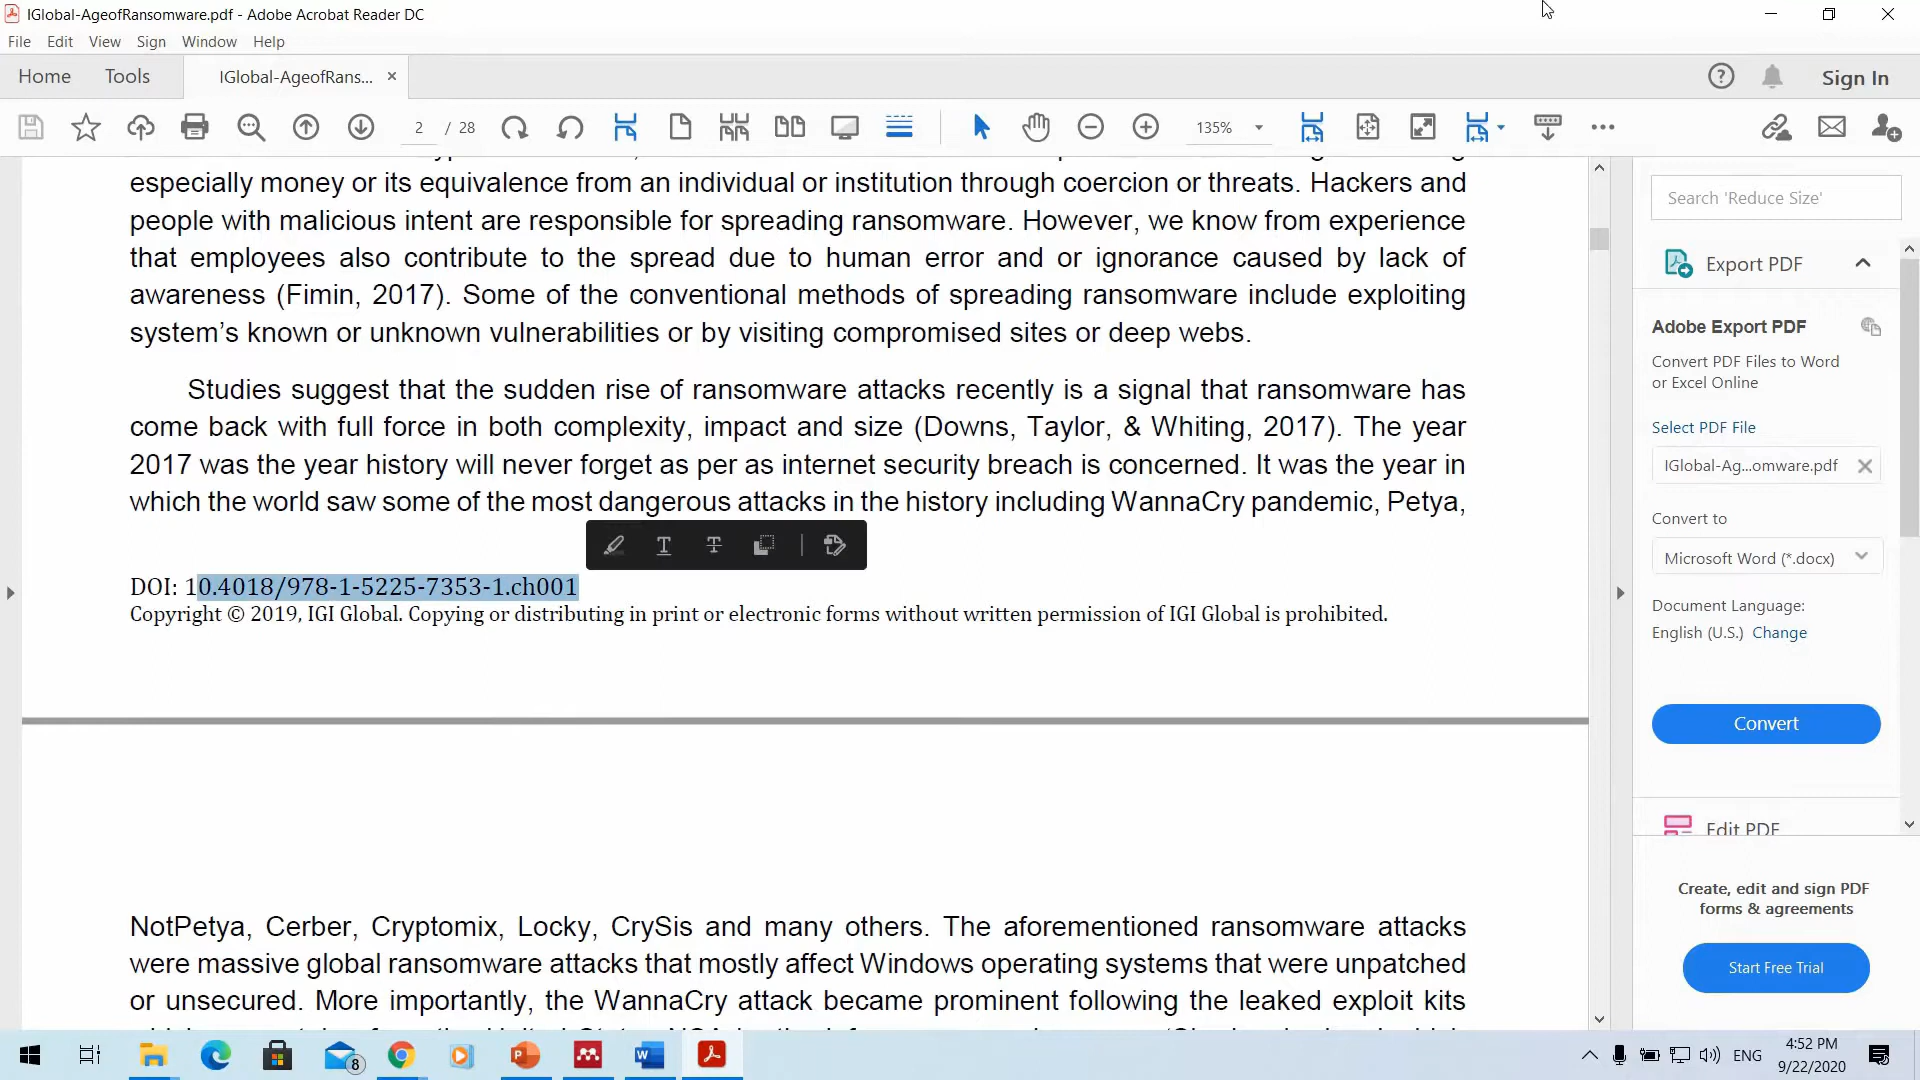 IGlobal-AgeofRansomware.pdf - Adobe Acrobat Reader DC
File Edit View Sign Window Help
Home Tools IGlobal-AgeofRans... Sign In
2 / 28 135%
especially money or its equivalence from an individual or institution through coercion or threats. Hackers and
people with malicious intent are responsible for spreading ransomware. However, we know from experience
that employees also contribute to the spread due to human error and or ignorance caused by lack of
awareness (Fimin, 2017). Some of the conventional methods of spreading ransomware include exploiting
system's known or unknown vulnerabilities or by visiting compromised sites or deep webs.
Studies suggest that the sudden rise of ransomware attacks recently is a signal that ransomware has
come back with full force in both complexity, impact and size (Downs, Taylor, & Whiting, 2017). The year
2017 was the year history will never forget as per as internet security breach is concerned. It was the year in
which the world saw some of the most dangerous attacks in the history including WannaCry pandemic, Petya,
DOI: 10.4018/978-1-5225-7353-1.ch001
Copyright © 2019, IGI Global. Copying or distributing in print or electronic forms without written permission of IGI Global is prohibited.
NotPetya, Cerber, Cryptomix, Locky, CrySis and many others. The aforementioned ransomware attacks
were massive global ransomware attacks that mostly affect Windows operating systems that were unpatched
or unsecured. More importantly, the WannaCry attack became prominent following the leaked exploit kits
Search 'Reduce Size'
Export PDF
Adobe Export PDF
Convert PDF Files to Word
or Excel Online
Select PDF File
IGlobal-Ag...omware.pdf
Convert to
Microsoft Word (*.docx)
Document Language:
English (U.S.) Change
Convert
Edit PDF
Create, edit and sign PDF
forms & agreements
Start Free Trial
8
ENG
4:52 PM
9/22/2020